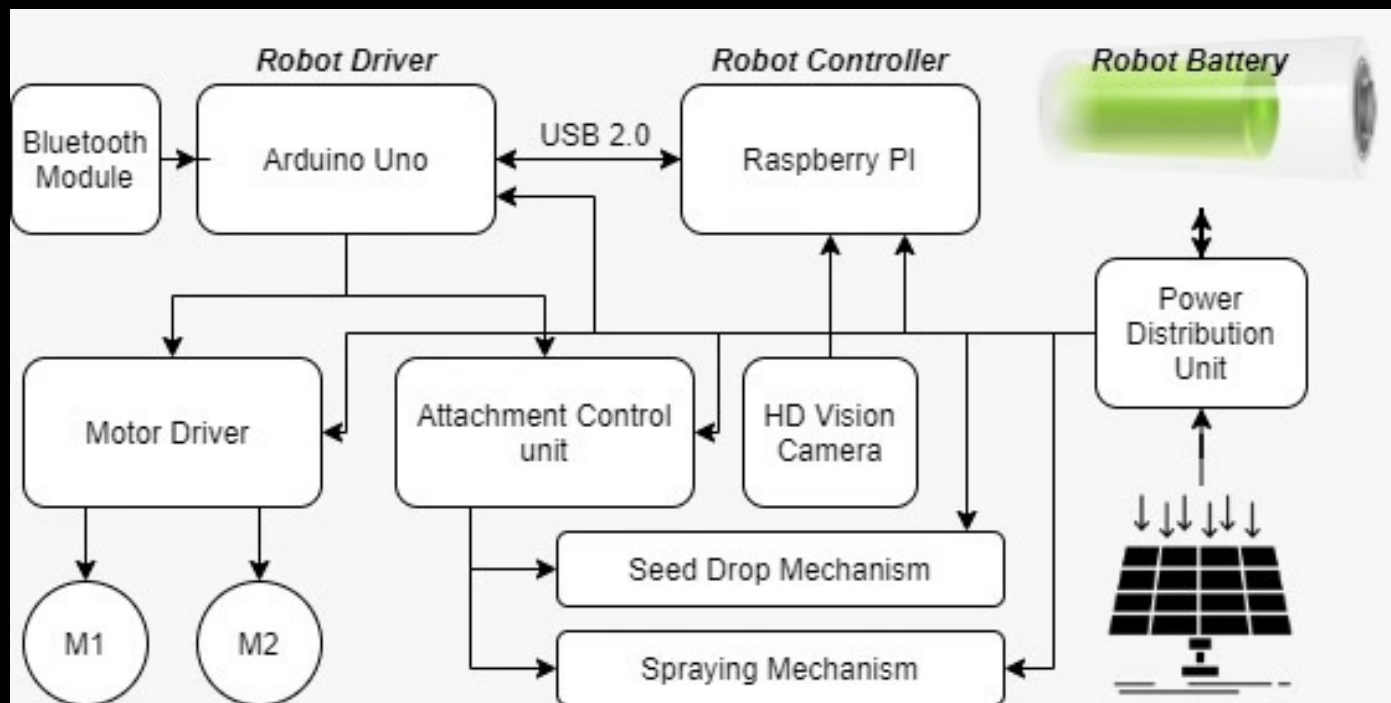 Robot Driver
Robot Controller
Robot Battery
Bluetooth
Module
Arduino Uno
USB 2.0
Raspberry PI
Power
Distribution
Unit
Motor Driver
Attachment Control
unit
HD Vision
Camera
Seed Drop Mechanism
M1
M2
Spraying Mechanism